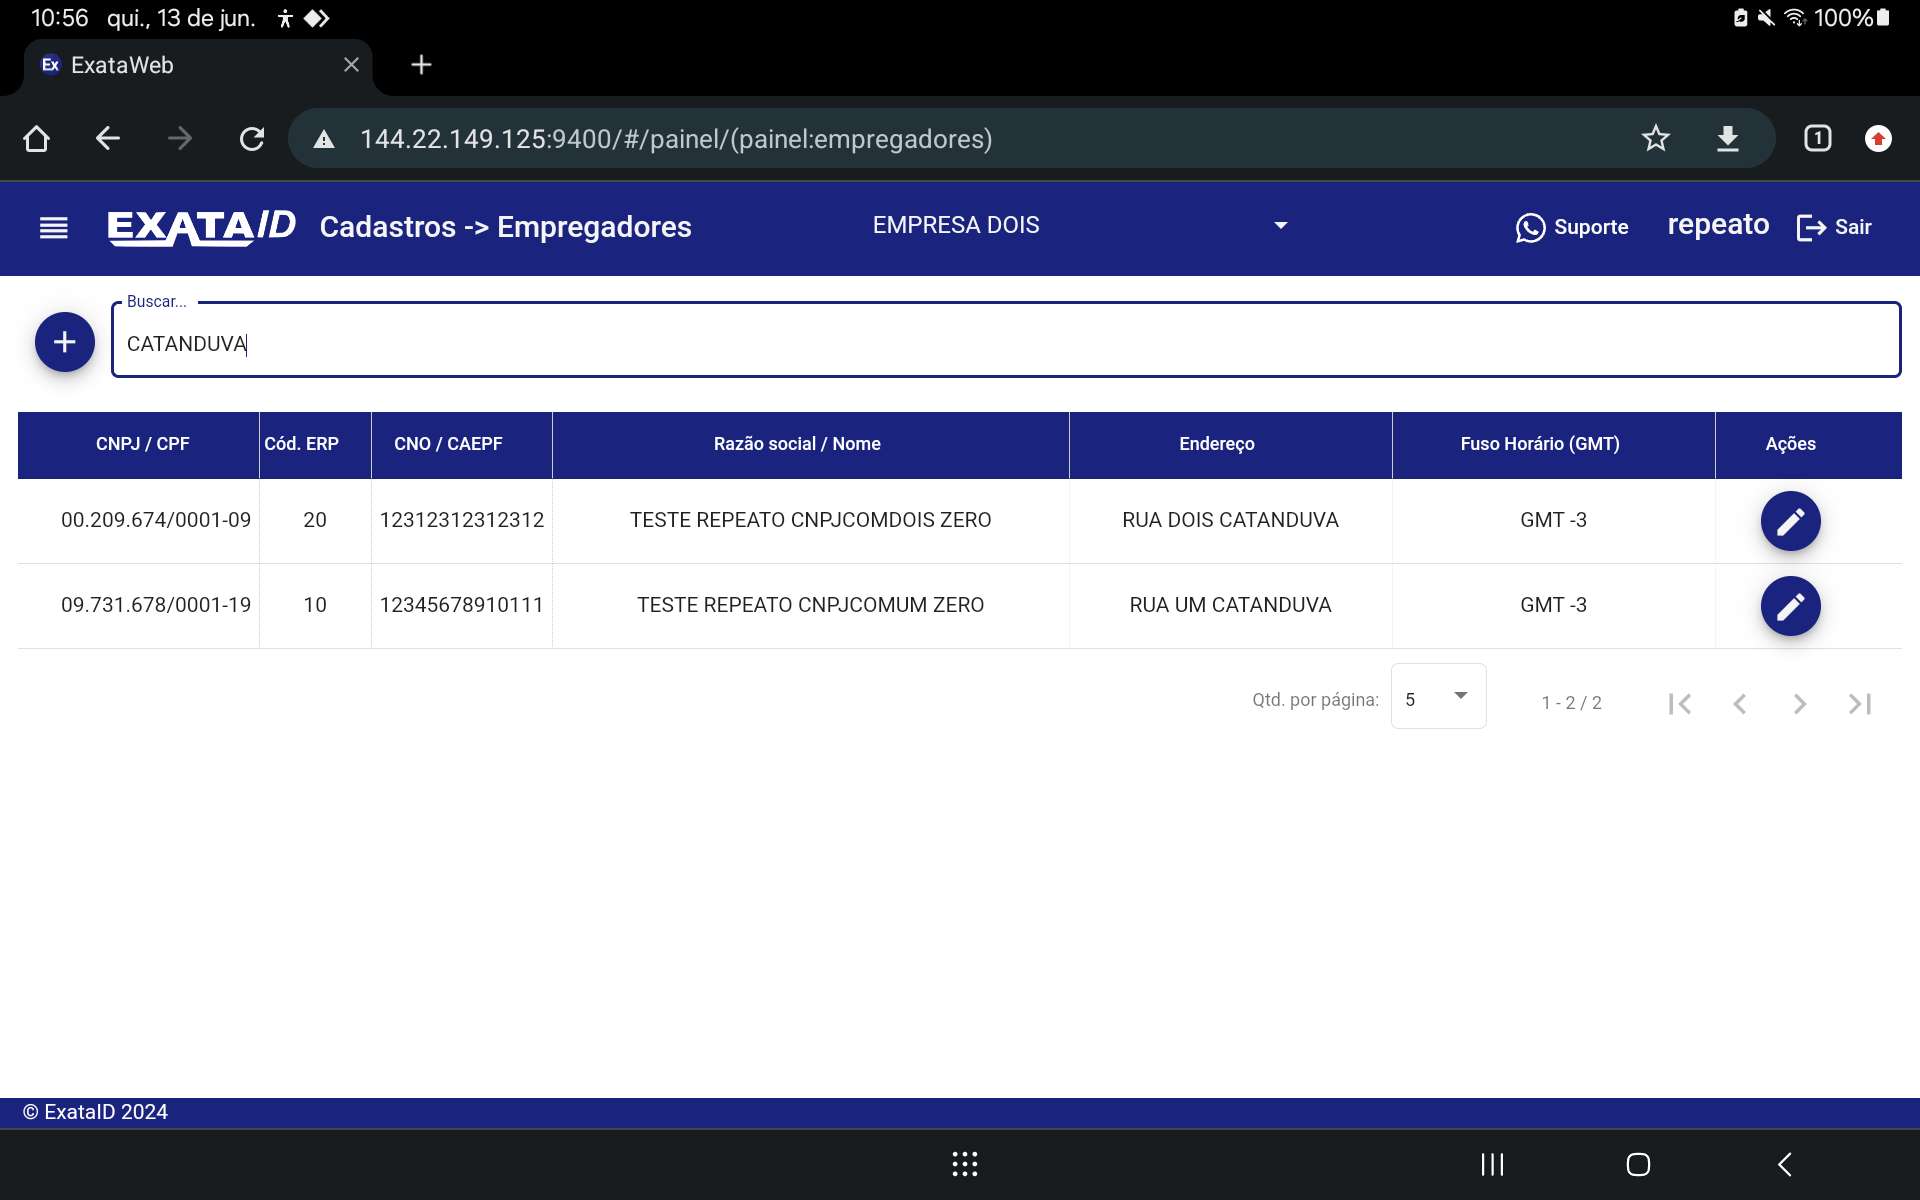 10:56 qui., 13 de jun. 100%
Ex ExataWeb
144.22.149.125:9400/#/painel/(painel:empregadores) 1
EXATAID Cadastros -> Empregadores EMPRESA DOIS Suporte repeato Sair
Buscar...
CATANDUVA
CNPJ / CPF Cód. ERP CNO / CAEPF Razão social / Nome Endereço Fuso Horário (GMT) Ações
00.209.674/0001-09 20 12312312312312 TESTE REPEATO CNPJCOMDOIS ZERO RUA DOIS CATANDUVA GMT -3
09.731.678/0001-19 10 12345678910111 TESTE REPEATO CNPJCOMUM ZERO RUA UM CATANDUVA GMT -3
Qtd. por página: 5 1 - 2 / 2
© ExataID 2024